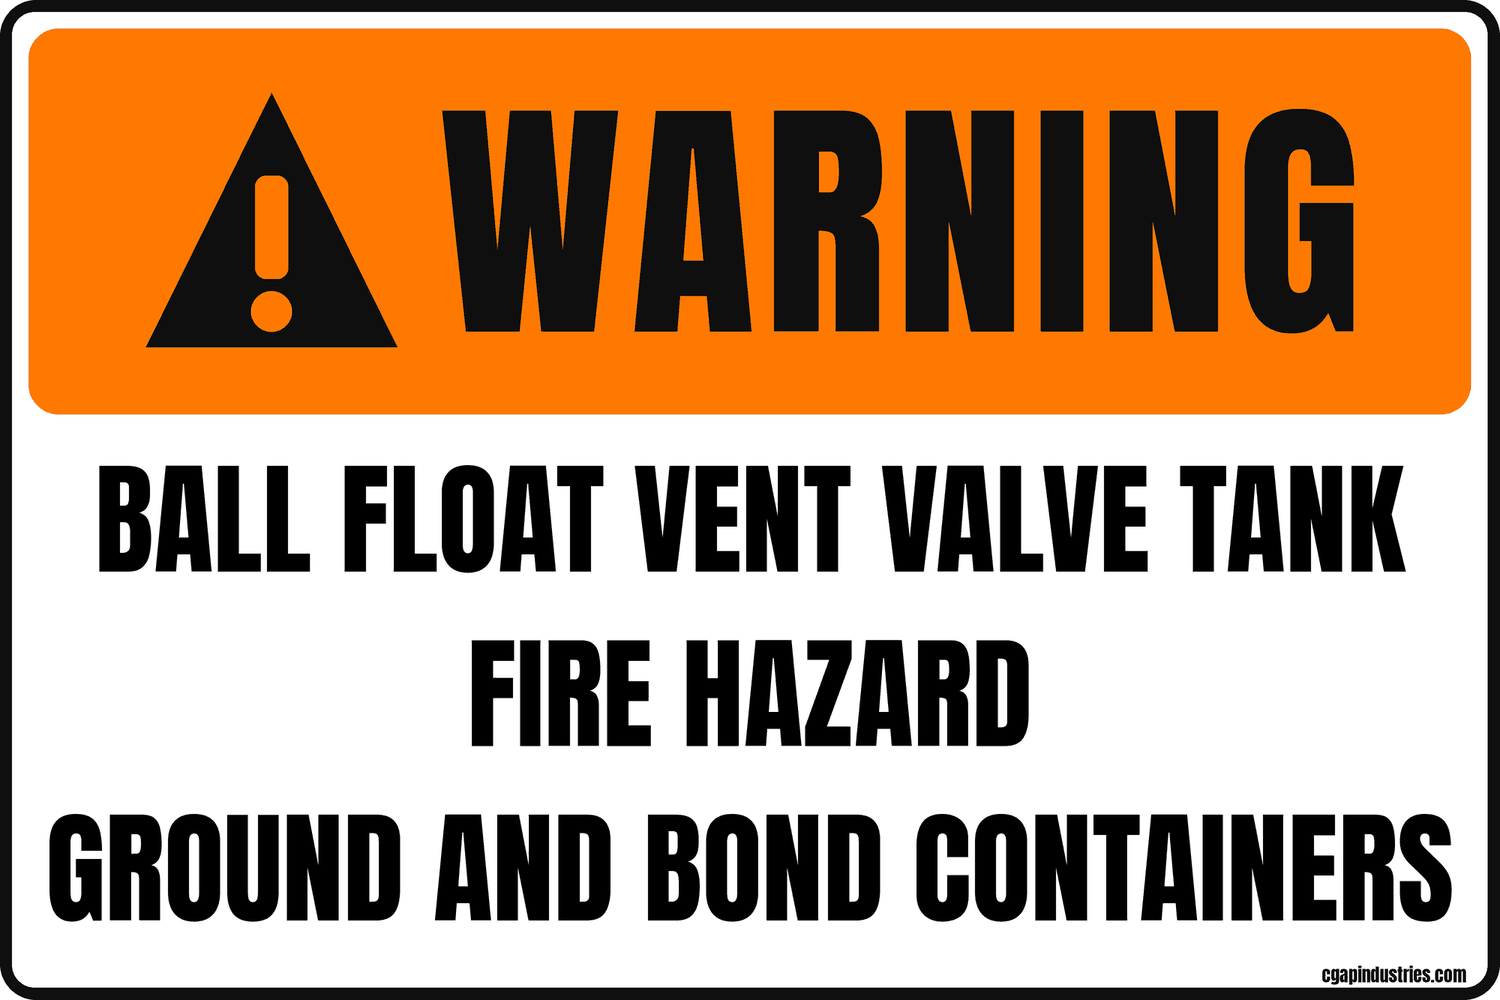 WARNING
BALL FLOAT VENT VALVE TANK
FIRE HAZARD
GROUND AND BOND CONTAINERS
cgapindustries.com